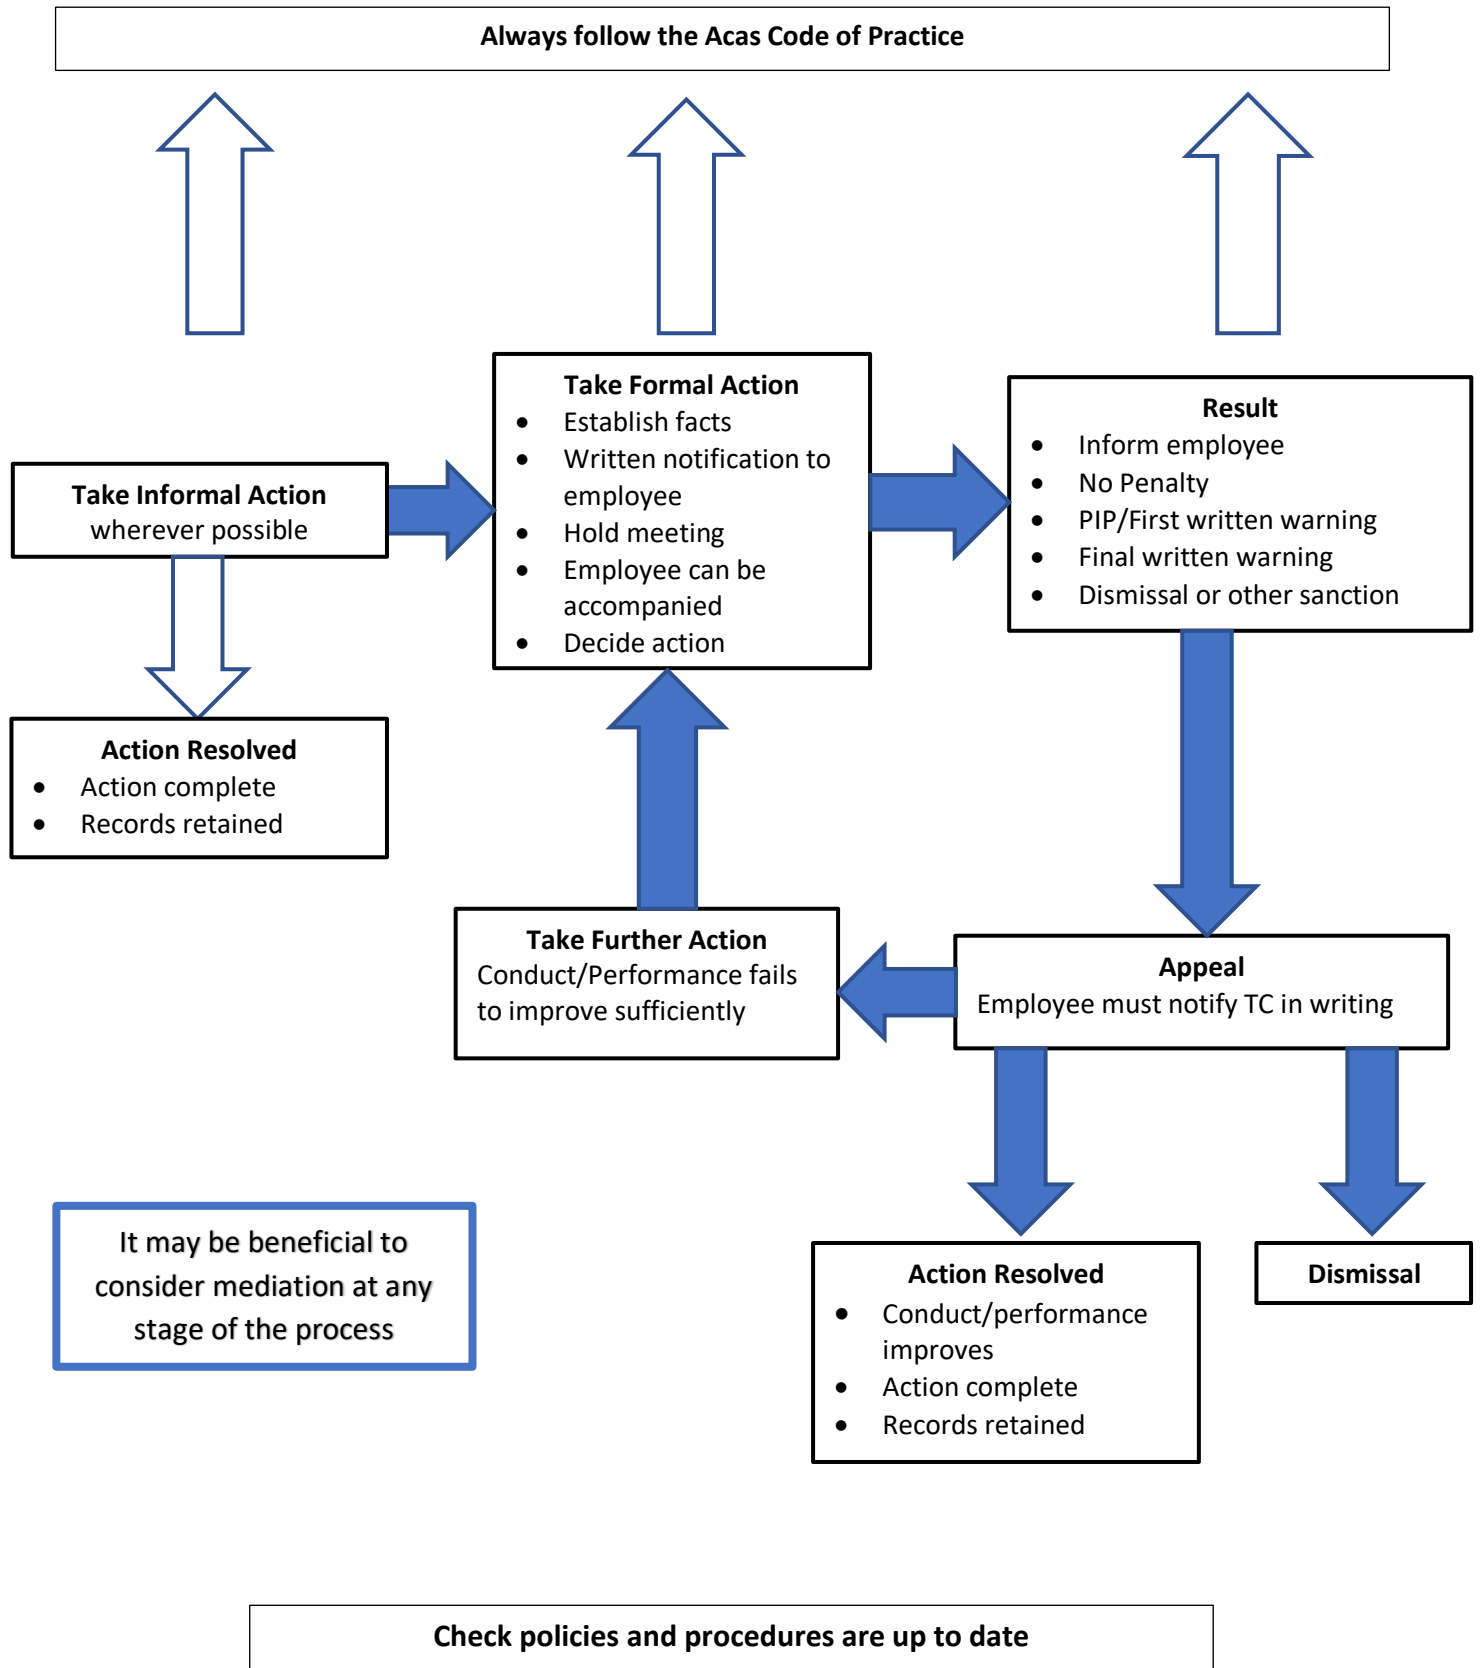 Always follow the Acas Code of Practice
Take Informal Action
wherever possible
Take Formal Action
• Establish facts
• Written notification to
employee
• Hold meeting
• Employee can be
accompanied
• Decide action
Result
• Inform employee
• No Penalty
• PIP/First written warning
• Final written warning
• Dismissal or other sanction
Action Resolved
• Action complete
• Records retained
Take Further Action
Conduct/Performance fails
to improve sufficiently
Appeal
Employee must notify TC in writing
It may be beneficial to
consider mediation at any
stage of the process
Action Resolved
• Conduct/performance
improves
• Action complete
• Records retained
Dismissal
Check policies and procedures are up to date